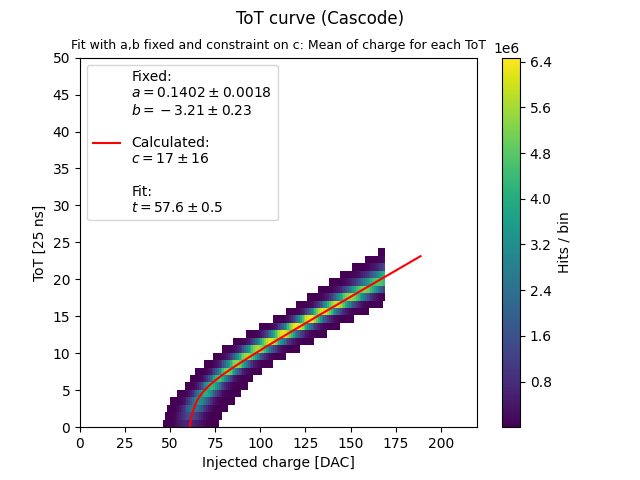 ToT curve (Cascode)
Fit with a,b fixed and constraint on c: Mean of charge for each ToT
1e6
Fixed:
a = 0.1402 ± 0.0018
b = −3.21 ± 0.23
Calculated:
c = 17 ± 16
Fit:
t = 57.6 ± 0.5
50
45
40
35
30
25
20
15
10
5
0
ToT [25 ns]
0 25 50 75 100 125 150 175 200
Injected charge [DAC]
6.4
5.6
4.8
4.0
3.2
2.4
1.6
0.8
Hits / bin